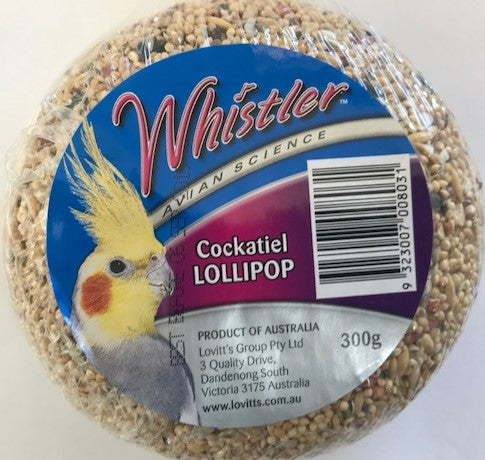 Whistler™
AVIAN SCIENCE
Cockatiel
LOLLIPOP
9 323007 008031
PRODUCT OF AUSTRALIA
Lovitt's Group Pty Ltd
3 Quality Drive,
Dandenong South
Victoria 3175 Australia
www.lovitts.com.au
300g